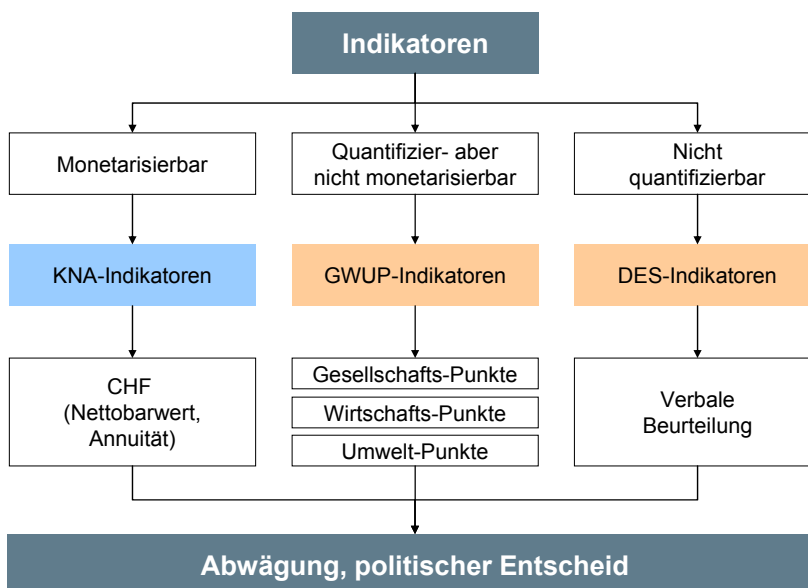 Indikatoren
Monetarisierbar
Quantifizier- aber
nicht monetarisierbar
Nicht
quantifizierbar
KNA-Indikatoren
GWUP-Indikatoren
DES-Indikatoren
CHF
(Nettobarwert,
Annuität)
Gesellschafts-Punkte
Wirtschafts-Punkte
Umwelt-Punkte
Verbale
Beurteilung
Abwägung, politischer Entscheid